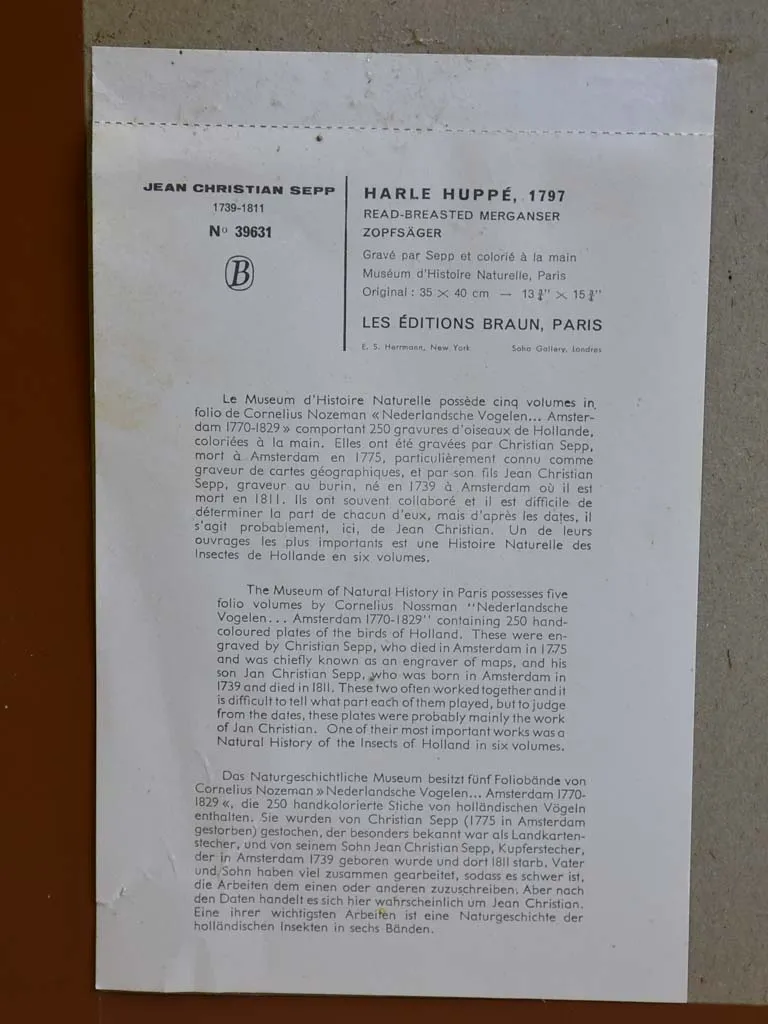 JEAN CHRISTIAN SEPP
1739-1811
Nº 39631
B
HARLE HUPPÉ, 1797
READ-BREASTED MERGANSER
ZOPFSÄGER
Gravé par Sepp et colorié à la main
Muséum d'Histoire Naturelle, Paris
Original : 35 × 40 cm — 13 3/4" × 15 3/4"
LES ÉDITIONS BRAUN, PARIS
E. S. Herrmann, New York Soho Gallery, Londres
Le Museum d'Histoire Naturelle possède cinq volumes in
folio de Cornelius Nozeman « Nederlandsche Vogelen... Amster-
dam 1770-1829 » comportant 250 gravures d'oiseaux de Hollande,
coloriées à la main. Elles ont été gravées par Christian Sepp,
mort à Amsterdam en 1775, particulièrement connu comme
graveur de cartes géographiques, et par son fils Jean Christian
Sepp, graveur au burin, né en 1739 à Amsterdam où il est
mort en 1811. Ils ont souvent collaboré et il est difficile de
déterminer la part de chacun d'eux, mais d'après les dates, il
s'agit probablement, ici, de Jean Christian. Un de leurs
ouvrages les plus importants est une Histoire Naturelle des
Insectes de Hollande en six volumes.
The Museum of Natural History in Paris possesses five
folio volumes by Cornelius Nossman "Nederlandsche
Vogelen... Amsterdam 1770-1829" containing 250 hand-
coloured plates of the birds of Holland. These were en-
graved by Christian Sepp, who died in Amsterdam in 1775
and was chiefly known as an engraver of maps, and his
son Jan Christian Sepp, who was born in Amsterdam in
1739 and died in 1811. These two often worked together and it
is difficult to tell what part each of them played, but to judge
from the dates, these plates were probably mainly the work
of Jan Christian. One of their most important works was a
Natural History of the Insects of Holland in six volumes.
Das Naturgeschichtliche Museum besitzt fünf Foliobände von
Cornelius Nozeman » Nederlandsche Vogelen... Amsterdam 1770-
1829 «, die 250 handkolorierte Stiche von holländischen Vögeln
enthalten. Sie wurden von Christian Sepp (1775 in Amsterdam
gestorben) gestochen, der besonders bekannt war als Landkarten-
stecher, und von seinem Sohn Jean Christian Sepp, Kupferstecher,
der in Amsterdam 1739 geboren wurde und dort 1811 starb. Vater
und Sohn haben viel zusammen gearbeitet, sodass es schwer ist,
die Arbeiten dem einen oder anderen zuzuschreiben. Aber nach
den Daten handelt es sich hier wahrscheinlich um Jean Christian.
Eine ihrer wichtigsten Arbeiten ist eine Naturgeschichte der
holländischen Insekten in sechs Bänden.